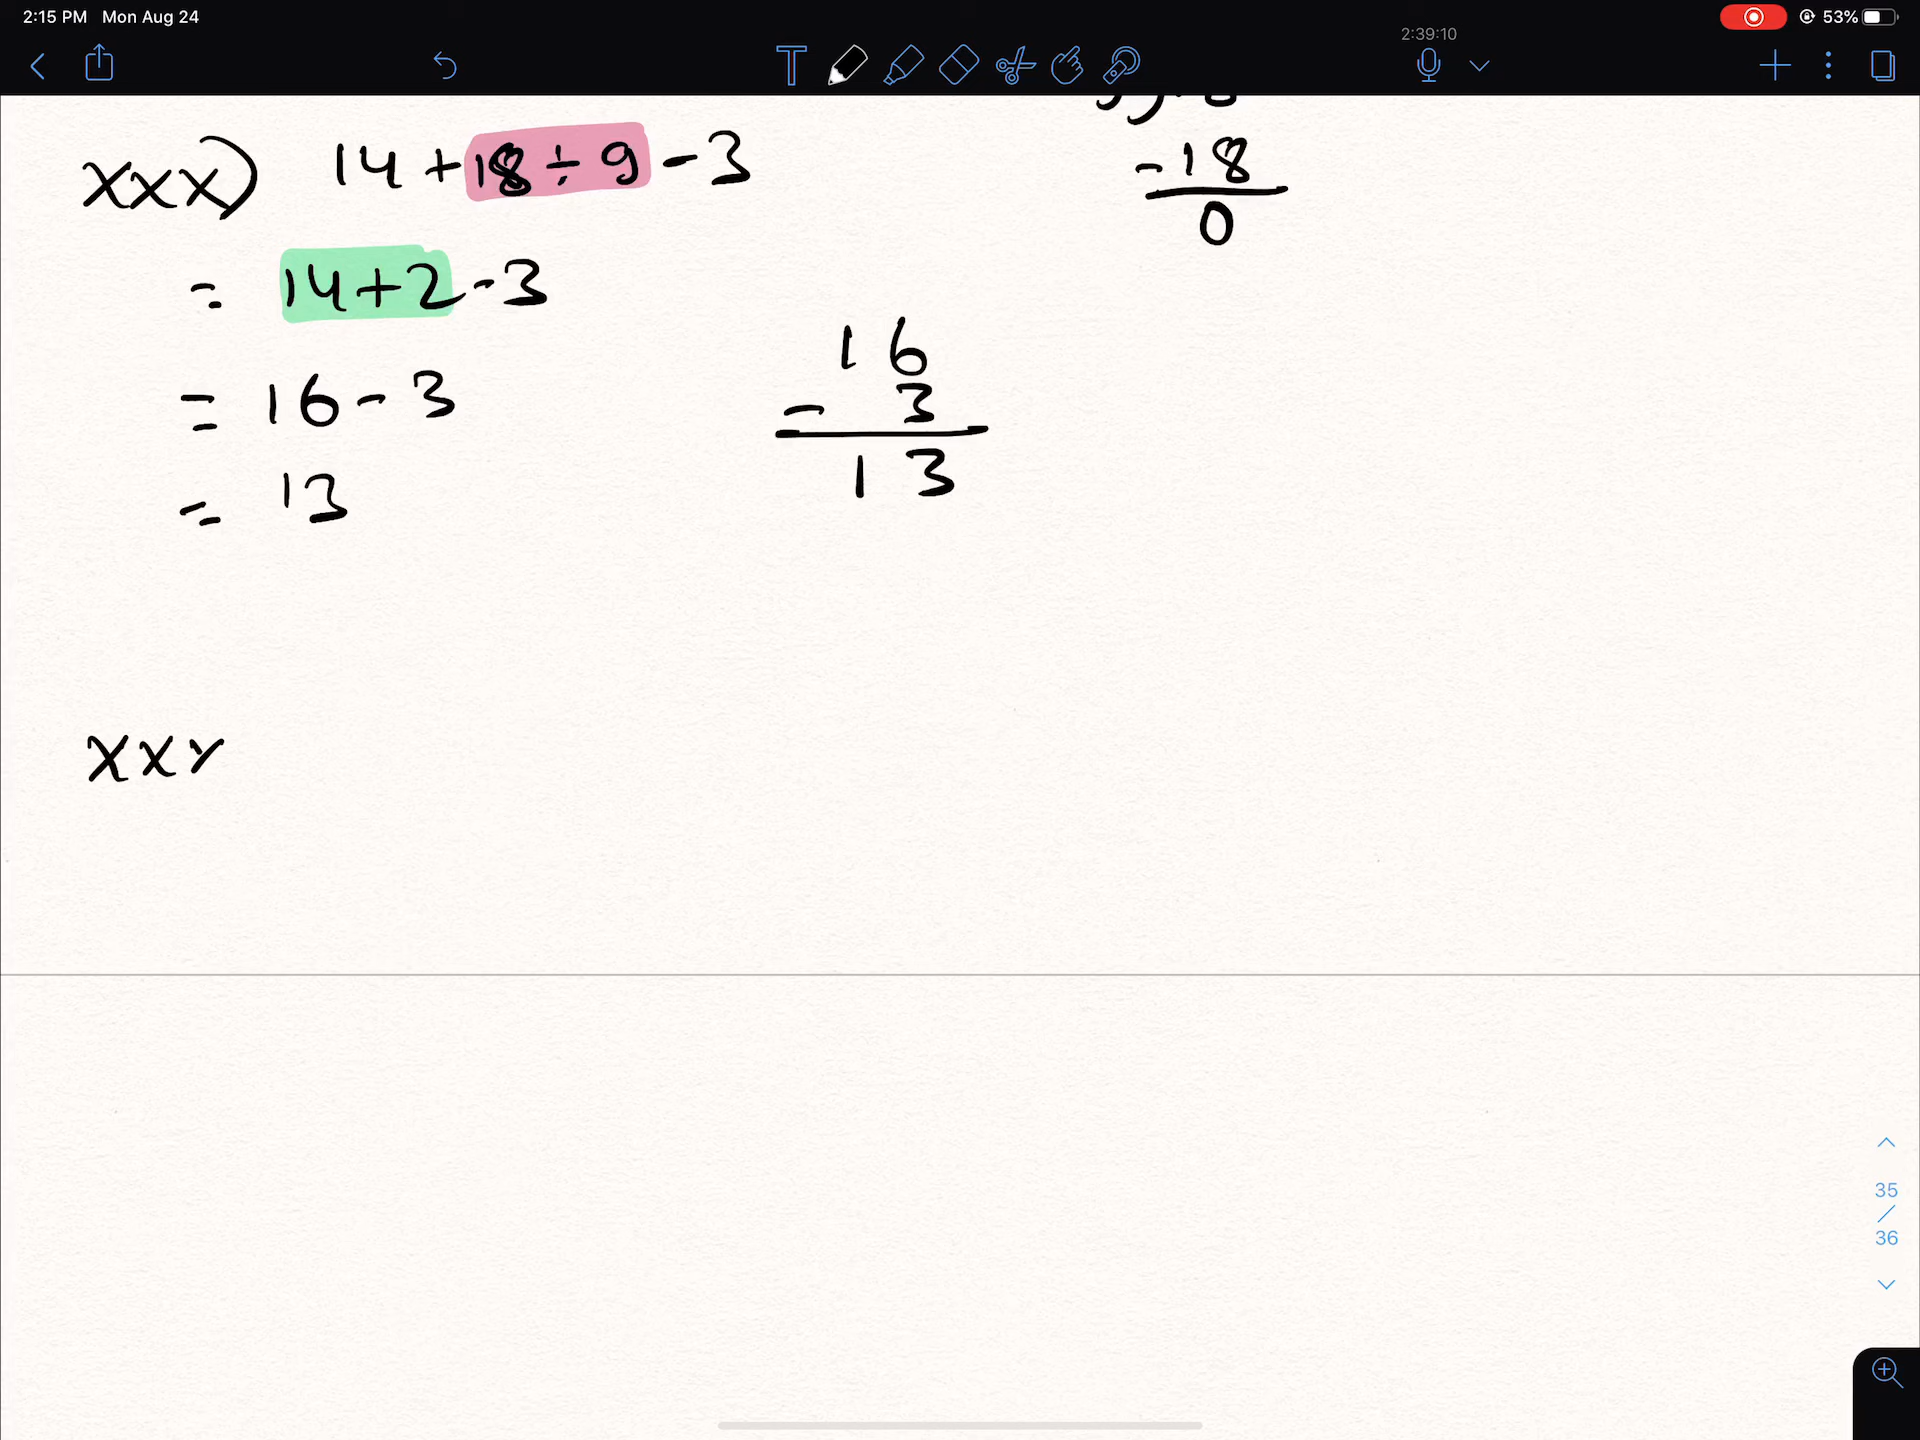 2:15 PM Mon Aug 24
53%
2:39:10
T
xxx) 14 + 18 ÷ 9 - 3
- 18
0
= 14 + 2 - 3
= 16 - 3
= 13
16
- 3
13
xxx
35
/
36